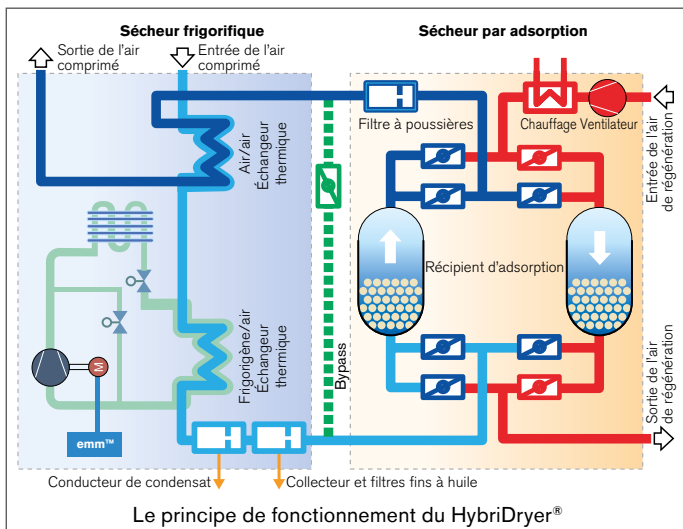 Sécheur frigorifique
Sécheur par adsorption
Sortie de l'air
comprimé
Entrée de l'air
comprimé
Filtre à poussières
Chauffage Ventilateur
Entrée de l'air
de régénération
Air/air
Échangeur
thermique
Récipient d'adsorption
Frigorigène/air
Échangeur
thermique
Bypass
M
emm™
Sortie de l'air
de régénération
Conducteur de condensat
Collecteur et filtres fins à huile
Le principe de fonctionnement du HybriDryer®